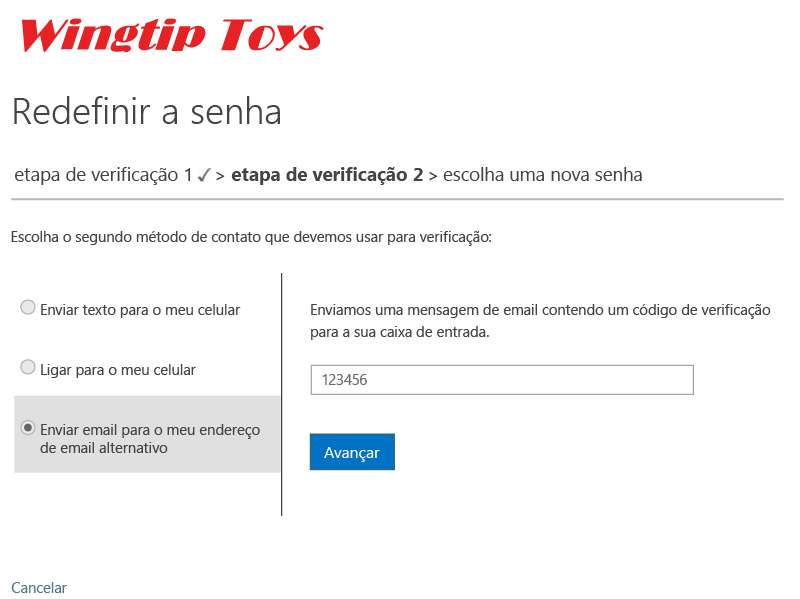 Wingtip Toys
Redefinir a senha
etapa de verificação 1 ✓ > etapa de verificação 2 > escolha uma nova senha
Escolha o segundo método de contato que devemos usar para verificação:
Enviar texto para o meu celular
Ligar para o meu celular
Enviar email para o meu endereço
de email alternativo
Enviamos uma mensagem de email contendo um código de verificação
para a sua caixa de entrada.
123456
Avançar
Cancelar